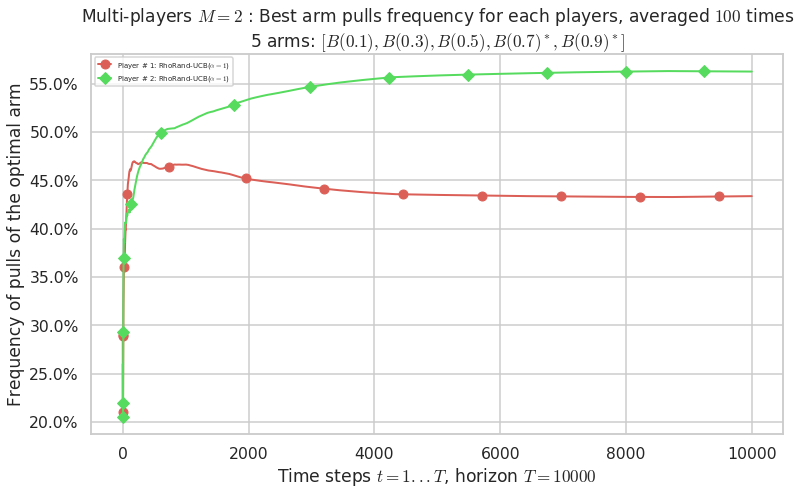 Multi-players M = 2 : Best arm pulls frequency for each players, averaged 100 times
5 arms: [B(0.1), B(0.3), B(0.5), B(0.7)*, B(0.9)*]
Player # 1: RhoRand-UCB(α=1)
Player # 2: RhoRand-UCB(α=1)
Frequency of pulls of the optimal arm
55.0%
50.0%
45.0%
40.0%
35.0%
30.0%
25.0%
20.0%
0 2000 4000 6000 8000 10000
Time steps t = 1...T, horizon T = 10000